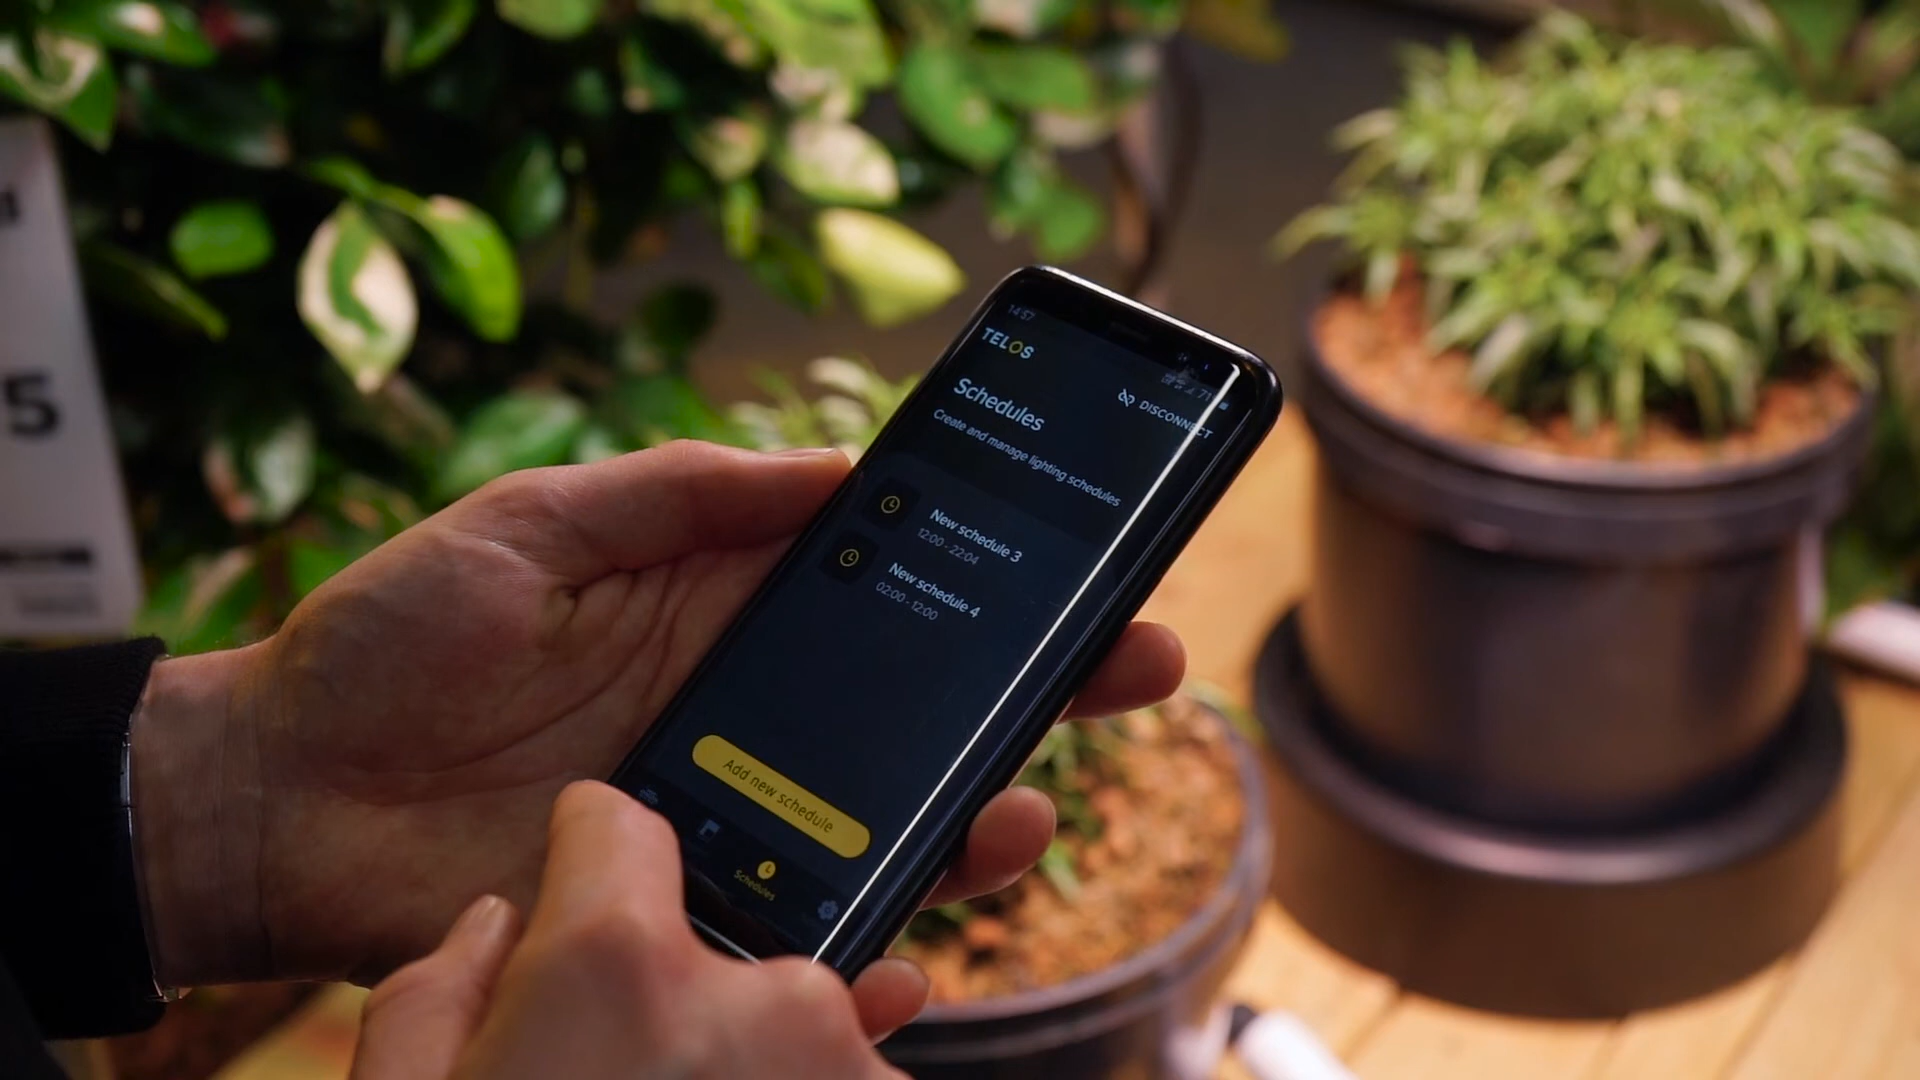 14:57
71
TELOS
DISCONNECT
Schedules
Create and manage lighting schedules
New schedule 3
12:00 - 22:04
New schedule 4
02:00 - 12:00
Add new schedule
Schedules
5